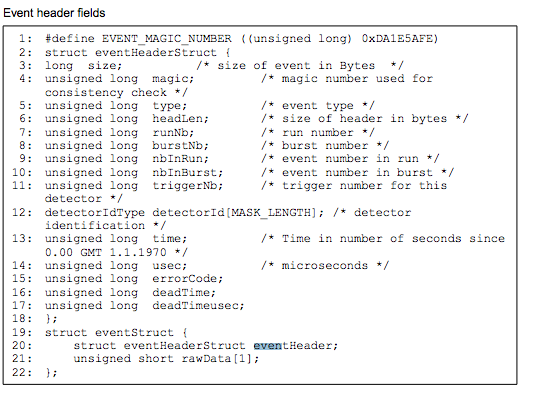 Event header fields
1: #define EVENT_MAGIC_NUMBER ((unsigned long) 0xDA1E5AFE)
2: struct eventHeaderStruct {
3: long  size;             /* size of event in Bytes  */
4: unsigned long  magic;          /* magic number used for
consistency check */
5: unsigned long  type;           /* event type */
6: unsigned long  headLen;        /* size of header in bytes */
7: unsigned long  runNb;          /* run number */
8: unsigned long  burstNb;        /* burst number */
9: unsigned long  nbInRun;        /* event number in run */
10: unsigned long  nbInBurst;      /* event number in burst */
11: unsigned long  triggerNb;      /* trigger number for this
detector */
12: detectorIdType detectorId[MASK_LENGTH]; /* detector
identification */
13: unsigned long  time;           /* Time in number of seconds since
0.00 GMT 1.1.1970 */
14: unsigned long  usec;           /* microseconds */
15: unsigned long  errorCode;
16: unsigned long  deadTime;
17: unsigned long  deadTimeusec;
18: };
19: struct eventStruct {
20:     struct eventHeaderStruct eventHeader;
21:     unsigned short rawData[1];
22: };